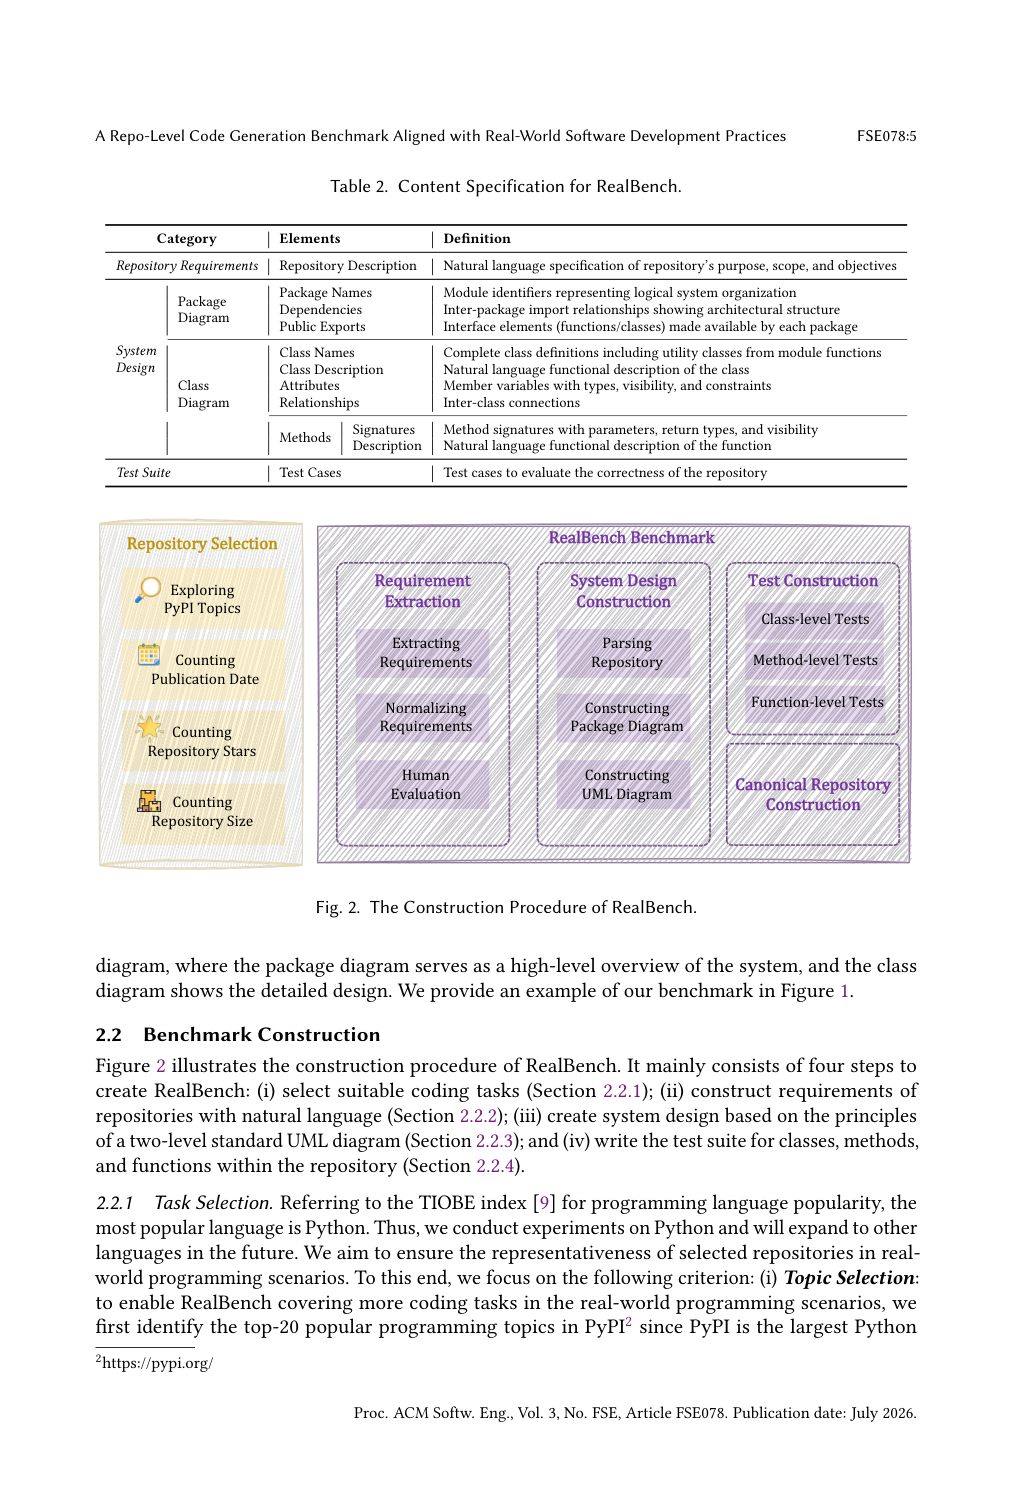 A Repo-Level Code Generation Benchmark Aligned with Real-World Software Development Practices FSE078:5
Table 2. Content Specification for RealBench.
Category Elements Definition
Repository Requirements Repository Description Natural language specification of repository's purpose, scope, and objectives
System Design
Package Diagram
Package Names Module identifiers representing logical system organization
Dependencies Inter-package import relationships showing architectural structure
Public Exports Interface elements (functions/classes) made available by each package
Class Diagram
Class Names Complete class definitions including utility classes from module functions
Class Description Natural language functional description of the class
Attributes Member variables with types, visibility, and constraints
Relationships Inter-class connections
Methods
Signatures Method signatures with parameters, return types, and visibility
Description Natural language functional description of the function
Test Suite Test Cases Test cases to evaluate the correctness of the repository
Repository Selection
Exploring
PyPI Topics
Counting
Publication Date
Counting
Repository Stars
Counting
Repository Size
RealBench Benchmark
Requirement
Extraction
Extracting
Requirements
Normalizing
Requirements
Human
Evaluation
System Design
Construction
Parsing
Repository
Constructing
Package Diagram
Constructing
UML Diagram
Test Construction
Class-level Tests
Method-level Tests
Function-level Tests
Canonical Repository
Construction
Fig. 2. The Construction Procedure of RealBench.
diagram, where the package diagram serves as a high-level overview of the system, and the class
diagram shows the detailed design. We provide an example of our benchmark in Figure 1.
2.2 Benchmark Construction
Figure 2 illustrates the construction procedure of RealBench. It mainly consists of four steps to
create RealBench: (i) select suitable coding tasks (Section 2.2.1); (ii) construct requirements of
repositories with natural language (Section 2.2.2); (iii) create system design based on the principles
of a two-level standard UML diagram (Section 2.2.3); and (iv) write the test suite for classes, methods,
and functions within the repository (Section 2.2.4).
2.2.1 Task Selection. Referring to the TIOBE index [9] for programming language popularity, the
most popular language is Python. Thus, we conduct experiments on Python and will expand to other
languages in the future. We aim to ensure the representativeness of selected repositories in real-
world programming scenarios. To this end, we focus on the following criterion: (i) Topic Selection:
to enable RealBench covering more coding tasks in the real-world programming scenarios, we
first identify the top-20 popular programming topics in PyPI2 since PyPI is the largest Python
2https://pypi.org/
Proc. ACM Softw. Eng., Vol. 3, No. FSE, Article FSE078. Publication date: July 2026.